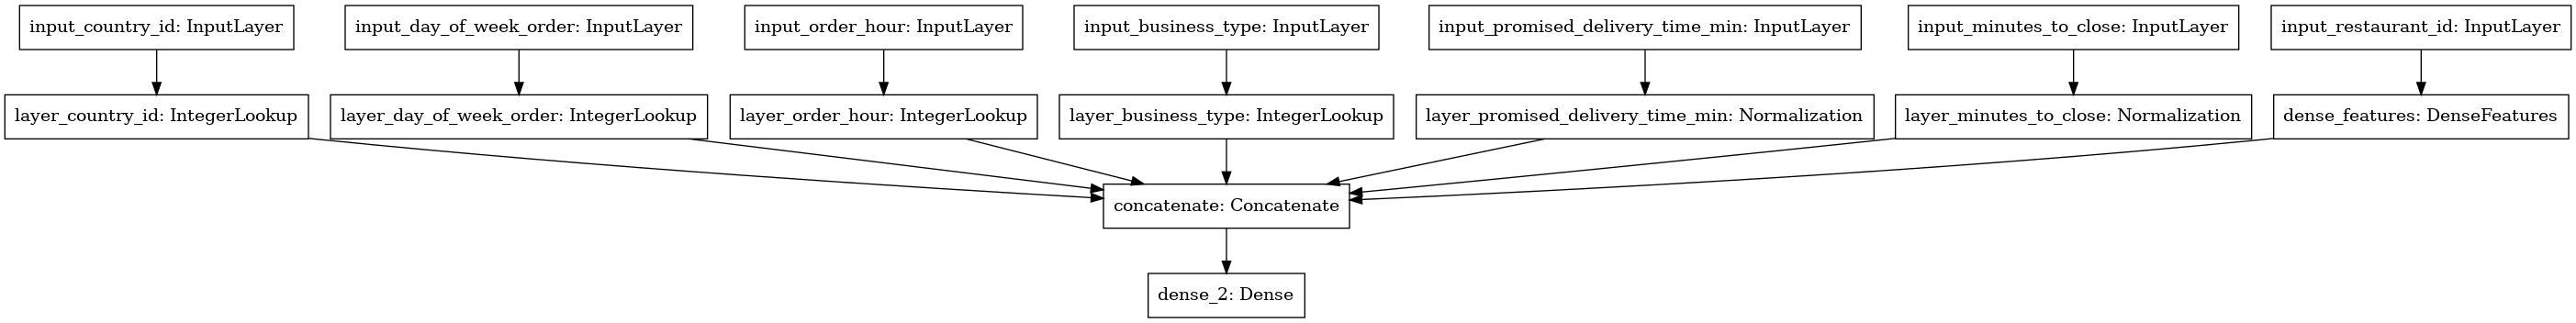 input_country_id: InputLayer
input_day_of_week_order: InputLayer
input_order_hour: InputLayer
input_business_type: InputLayer
input_promised_delivery_time_min: InputLayer
input_minutes_to_close: InputLayer
input_restaurant_id: InputLayer
layer_country_id: IntegerLookup
layer_day_of_week_order: IntegerLookup
layer_order_hour: IntegerLookup
layer_business_type: IntegerLookup
layer_promised_delivery_time_min: Normalization
layer_minutes_to_close: Normalization
dense_features: DenseFeatures
concatenate: Concatenate
dense_2: Dense